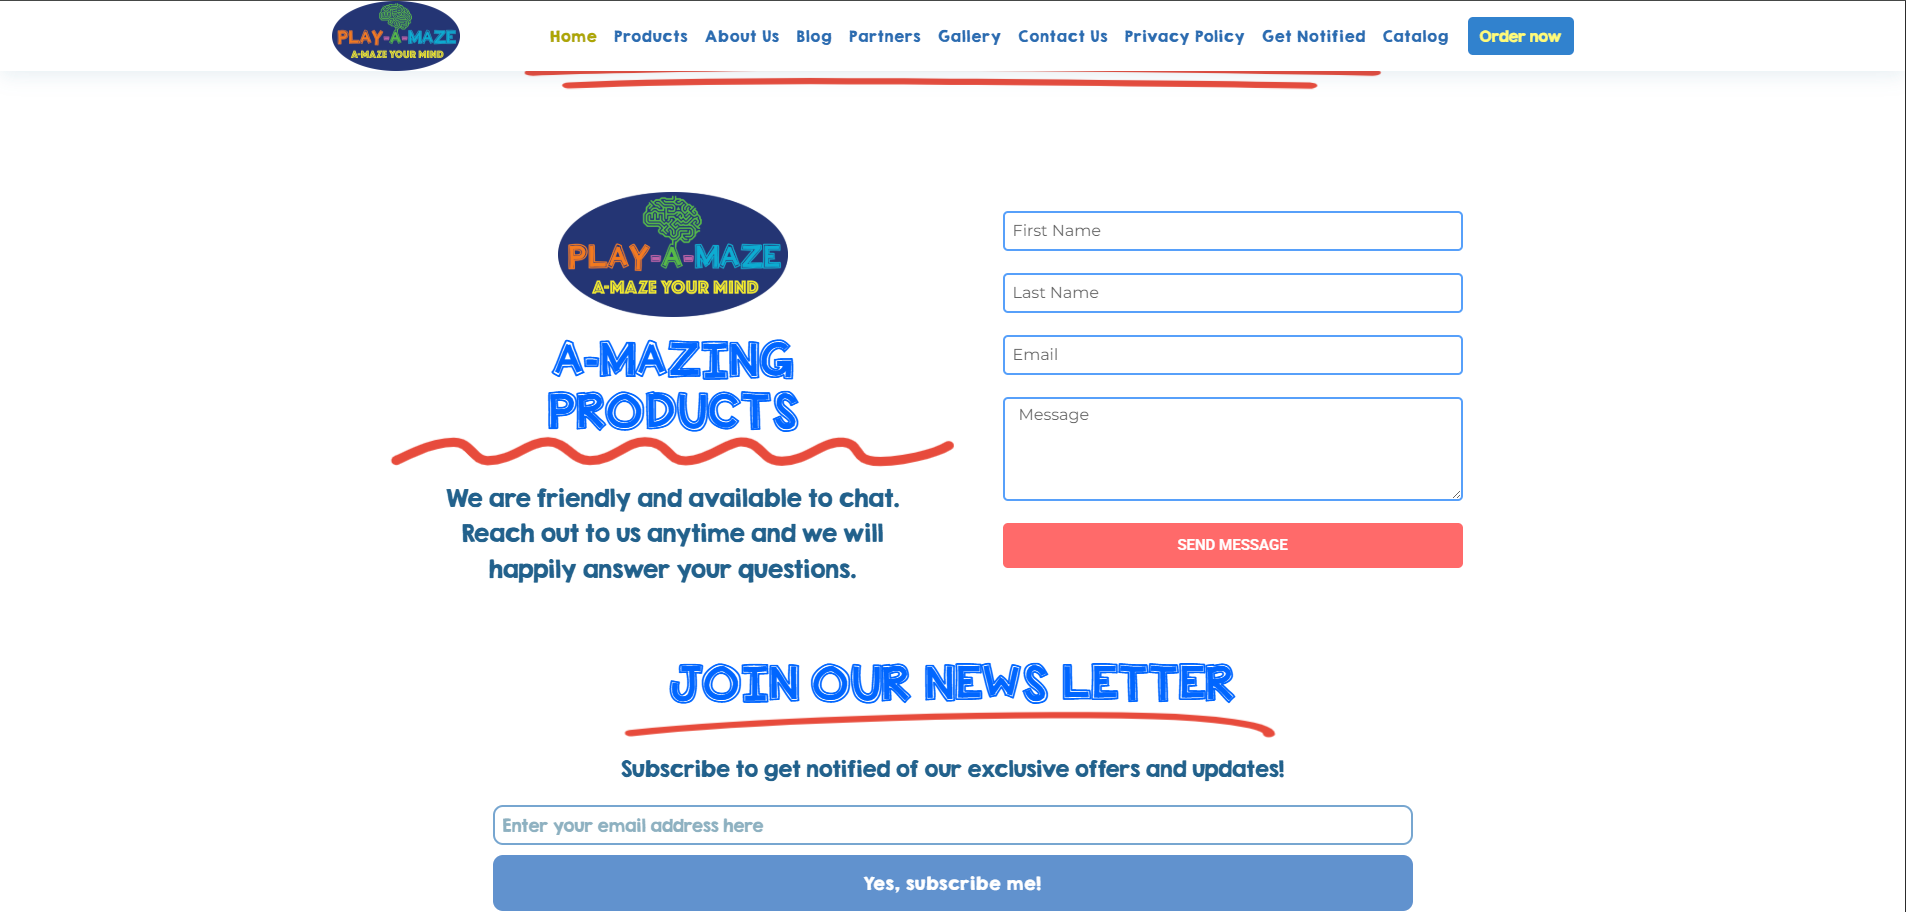 PLAY-A-MAZE
A-MAZE YOUR MIND
Home Products About Us Blog Partners Gallery Contact Us Privacy Policy Get Notified Catalog Order now
PLAY-A-MAZE
A-MAZE YOUR MIND
A-MAZING
PRODUCTS
We are friendly and available to chat.
Reach out to us anytime and we will
happily answer your questions.
First Name
Last Name
Email
Message
SEND MESSAGE
JOIN OUR NEWS LETTER
Subscribe to get notified of our exclusive offers and updates!
Enter your email address here
Yes, subscribe me!